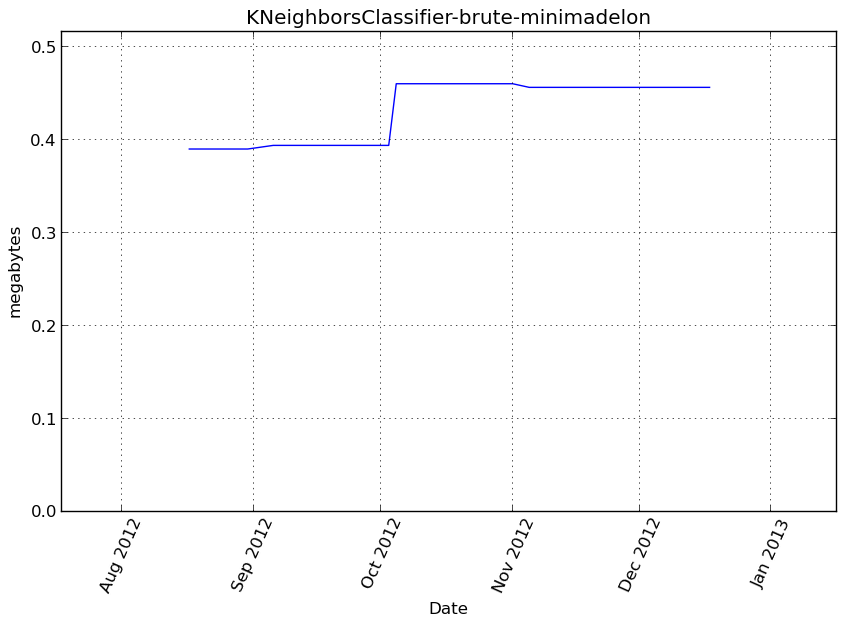 KNeighborsClassifier-brute-minimadelon
0.5
0.4
0.3
0.2
0.1
0.0
megabytes
Aug 2012
Sep 2012
Oct 2012
Nov 2012
Dec 2012
Jan 2013
Date